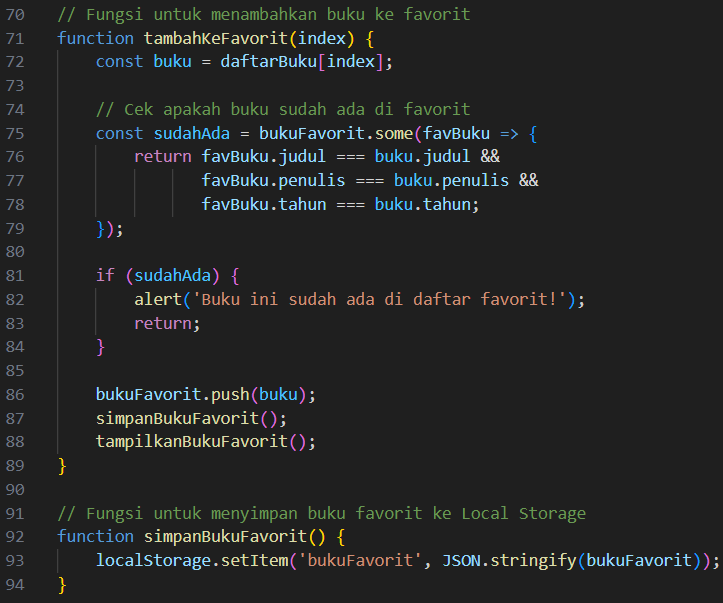 70 // Fungsi untuk menambahkan buku ke favorit
71 function tambahKeFavorit(index) {
72     const buku = daftarBuku[index];
73
74     // Cek apakah buku sudah ada di favorit
75     const sudahAda = bukuFavorit.some(favBuku => {
76         return favBuku.judul === buku.judul &&
77                favBuku.penulis === buku.penulis &&
78                favBuku.tahun === buku.tahun;
79     });
80
81     if (sudahAda) {
82         alert('Buku ini sudah ada di daftar favorit!');
83         return;
84     }
85
86     bukuFavorit.push(buku);
87     simpanBukuFavorit();
88     tampilkanBukuFavorit();
89 }
90
91 // Fungsi untuk menyimpan buku favorit ke Local Storage
92 function simpanBukuFavorit() {
93     localStorage.setItem('bukuFavorit', JSON.stringify(bukuFavorit));
94 }